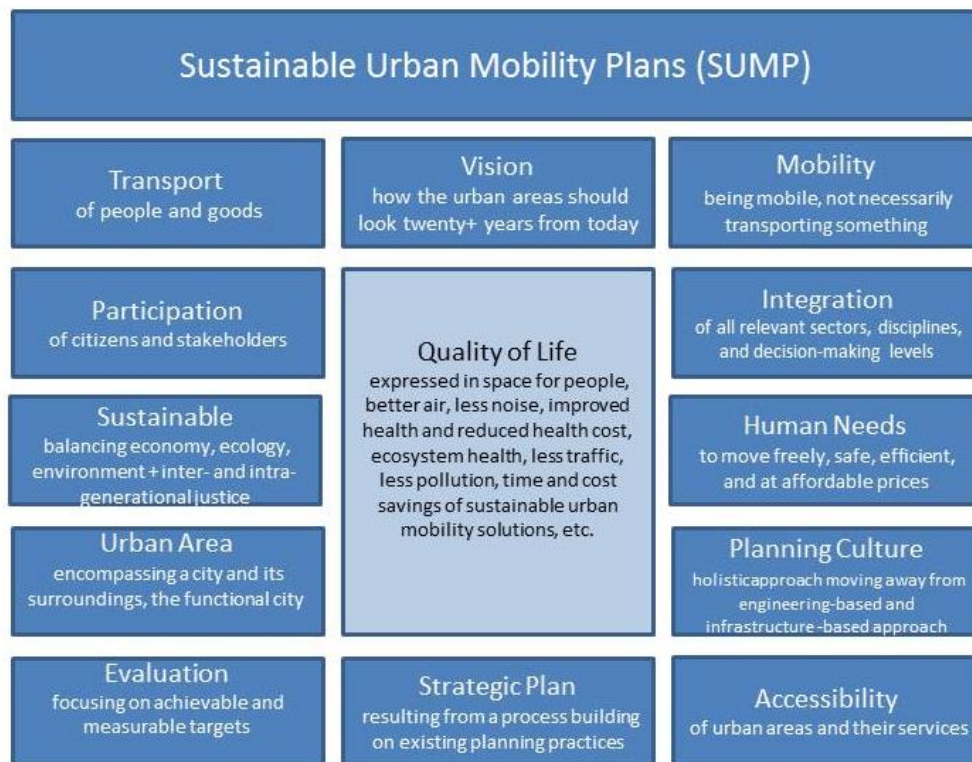 Sustainable Urban Mobility Plans (SUMP)
Transport
of people and goods
Vision
how the urban areas should
look twenty+ years from today
Mobility
being mobile, not necessarily
transporting something
Participation
of citizens and stakeholders
Quality of Life
expressed in space for people,
better air, less noise, improved
health and reduced health cost,
ecosystem health, less traffic,
less pollution, time and cost
savings of sustainable urban
mobility solutions, etc.
Integration
of all relevant sectors, disciplines,
and decision-making levels
Sustainable
balancing economy, ecology,
environment + inter- and intra-
generational justice
Human Needs
to move freely, safe, efficient,
and at affordable prices
Urban Area
encompassing a city and its
surroundings, the functional city
Planning Culture
holisticapproach moving away from
engineering-based and
infrastructure-based approach
Evaluation
focusing on achievable and
measurable targets
Strategic Plan
resulting from a process building
on existing planning practices
Accessibility
of urban areas and their services